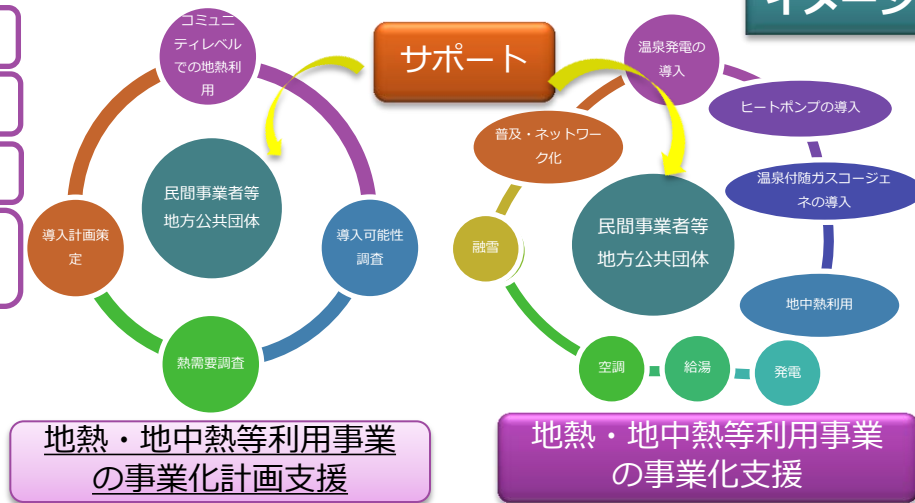 イメージ
サポート
コミュニ
ティレベル
での地熱利
用
民間事業者等
地方公共団体
導入計画策
定
導入可能性
調査
熱需要調査
地熱・地中熱等利用事業
の事業化計画支援
温泉発電の
導入
ヒートポンプの導入
普及・ネットワー
ク化
温泉付随ガスコージェ
ネの導入
民間事業者等
地方公共団体
融雪
地中熱利用
空調
給湯
発電
地熱・地中熱等利用事業
の事業化支援